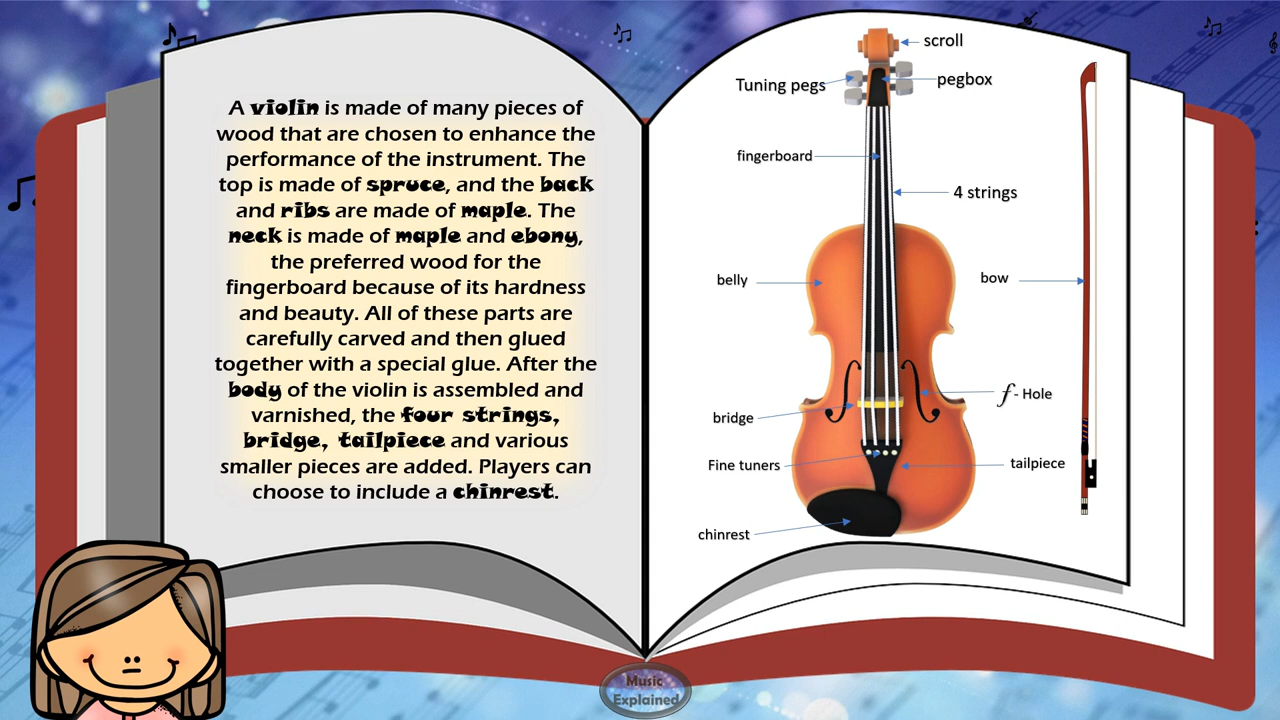 A violin is made of many pieces of
wood that are chosen to enhance the
performance of the instrument. The
top is made of spruce, and the back
and ribs are made of maple. The
neck is made of maple and ebony,
the preferred wood for the
fingerboard because of its hardness
and beauty. All of these parts are
carefully carved and then glued
together with a special glue. After the
body of the violin is assembled and
varnished, the four strings,
bridge, tailpiece and various
smaller pieces are added. Players can
choose to include a chinrest.
scroll
Tuning pegs
pegbox
fingerboard
4 strings
belly
bow
f - Hole
bridge
Fine tuners
tailpiece
chinrest
Music
Explained